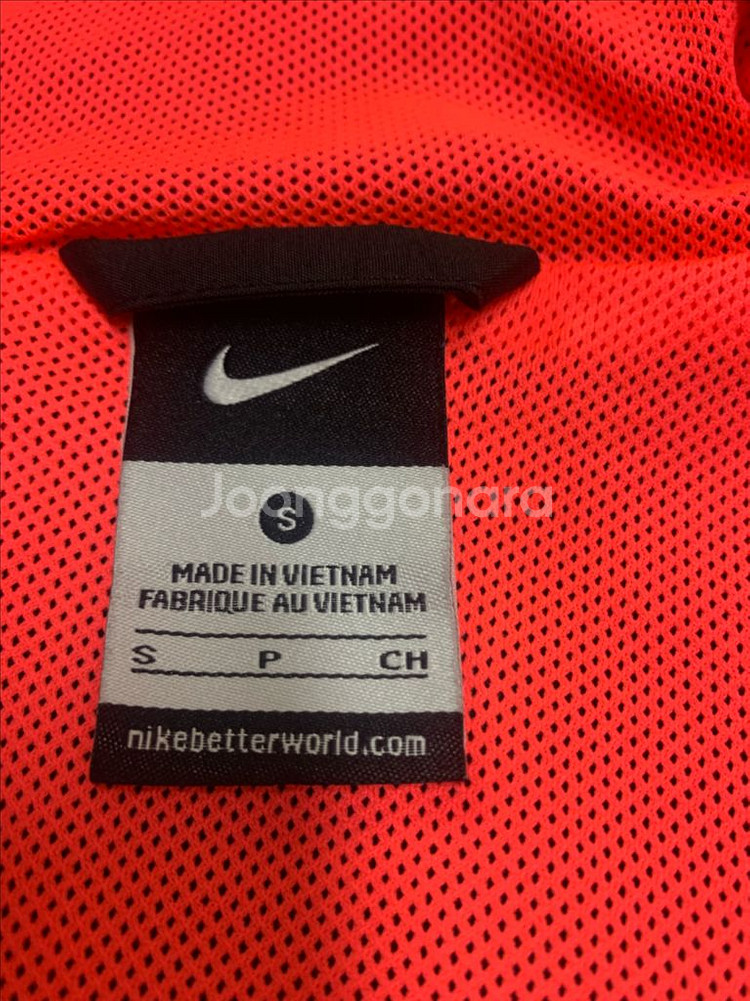 S
Joonggonara
MADE IN VIETNAM
FABRIQUE AU VIETNAM
S P CH
nikebetterworld.com